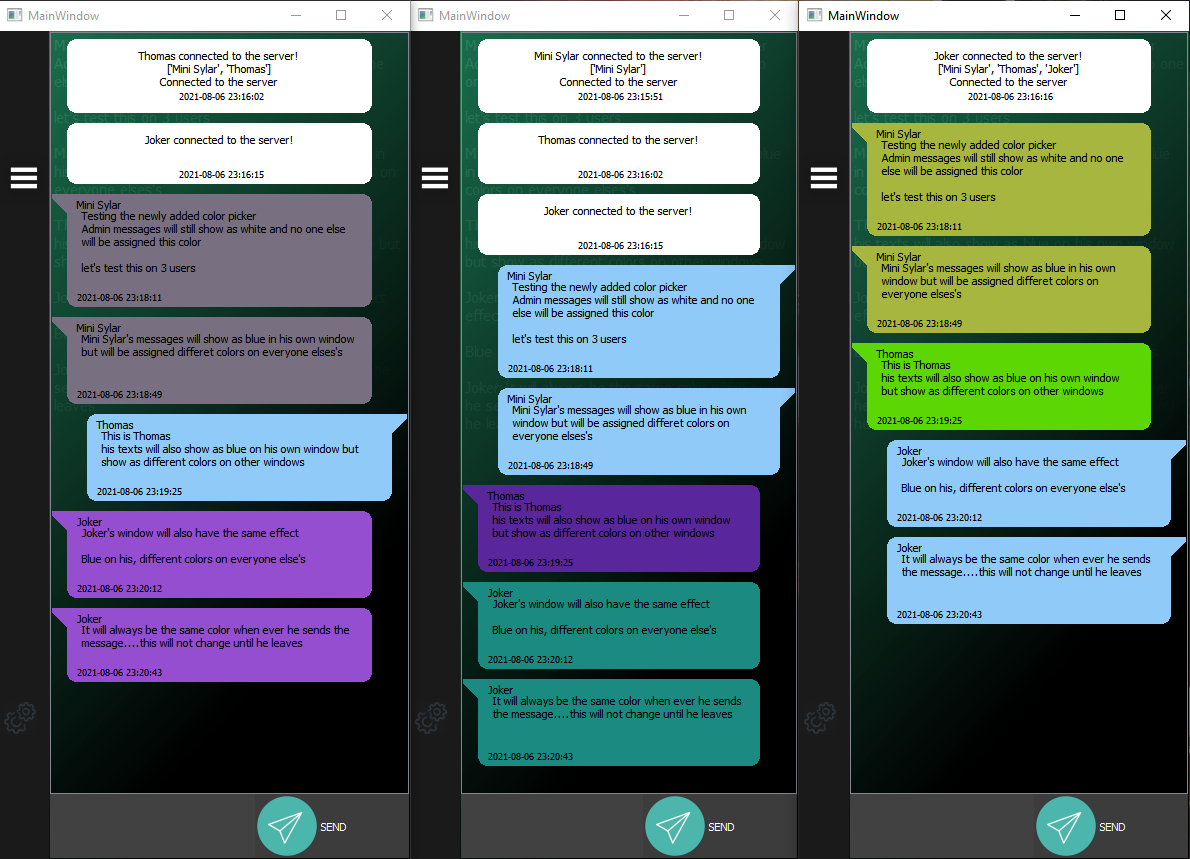 MainWindow
Thomas connected to the server!
['Mini Sylar', 'Thomas']
Connected to the server
2021-08-06 23:16:02
Joker connected to the server!
2021-08-06 23:16:15
Mini Sylar
Testing the newly added color picker
Admin messages will still show as white and no one else
will be assigned this color
let's test this on 3 users
2021-08-06 23:18:11
Mini Sylar
Mini Sylar's messages will show as blue in his own window
but will be assigned differet colors on everyone elses's
2021-08-06 23:18:49
Thomas
This is Thomas
his texts will also show as blue on his own window but
show as different colors on other windows
2021-08-06 23:19:25
Joker
Joker's window will also have the same effect
Blue on his, different colors on everyone else's
2021-08-06 23:20:12
Joker
It will always be the same color when ever he sends the
message....this will not change until he leaves
2021-08-06 23:20:43
SEND
MainWindow
Mini Sylar connected to the server!
['Mini Sylar']
Connected to the server
2021-08-06 23:15:51
Thomas connected to the server!
2021-08-06 23:16:02
Joker connected to the server!
2021-08-06 23:16:15
Mini Sylar
Testing the newly added color picker
Admin messages will still show as white and no one
else will be assigned this color
let's test this on 3 users
2021-08-06 23:18:11
Mini Sylar
Mini Sylar's messages will show as blue in his own
window but will be assigned differet colors on
everyone elses's
2021-08-06 23:18:49
Thomas
This is Thomas
his texts will also show as blue on his own window
but show as different colors on other windows
2021-08-06 23:19:25
Joker
Joker's window will also have the same effect
Blue on his, different colors on everyone else's
2021-08-06 23:20:12
Joker
It will always be the same color when ever he sends
the message....this will not change until he leaves
2021-08-06 23:20:43
SEND
MainWindow
Joker connected to the server!
['Mini Sylar', 'Thomas', 'Joker']
Connected to the server
2021-08-06 23:16:16
Mini Sylar
Testing the newly added color picker
Admin messages will still show as white and no one
else will be assigned this color
let's test this on 3 users
2021-08-06 23:18:11
Mini Sylar
Mini Sylar's messages will show as blue in his own
window but will be assigned differet colors on
everyone elses's
2021-08-06 23:18:49
Thomas
This is Thomas
his texts will also show as blue on his own window
but show as different colors on other windows
2021-08-06 23:19:25
Joker
Joker's window will also have the same effect
Blue on his, different colors on everyone else's
2021-08-06 23:20:12
Joker
It will always be the same color when ever he sends
the message....this will not change until he leaves
2021-08-06 23:20:43
SEND